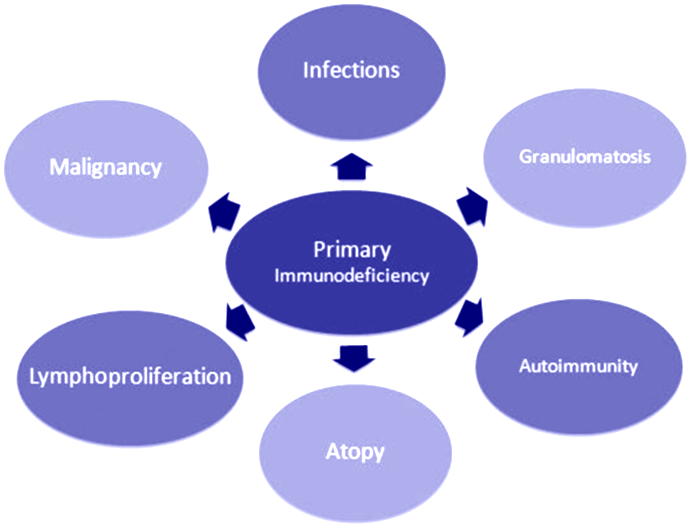 Infections
Malignancy
Granulomatosis
Primary
Immunodeficiency
Lymphoproliferation
Autoimmunity
Atopy